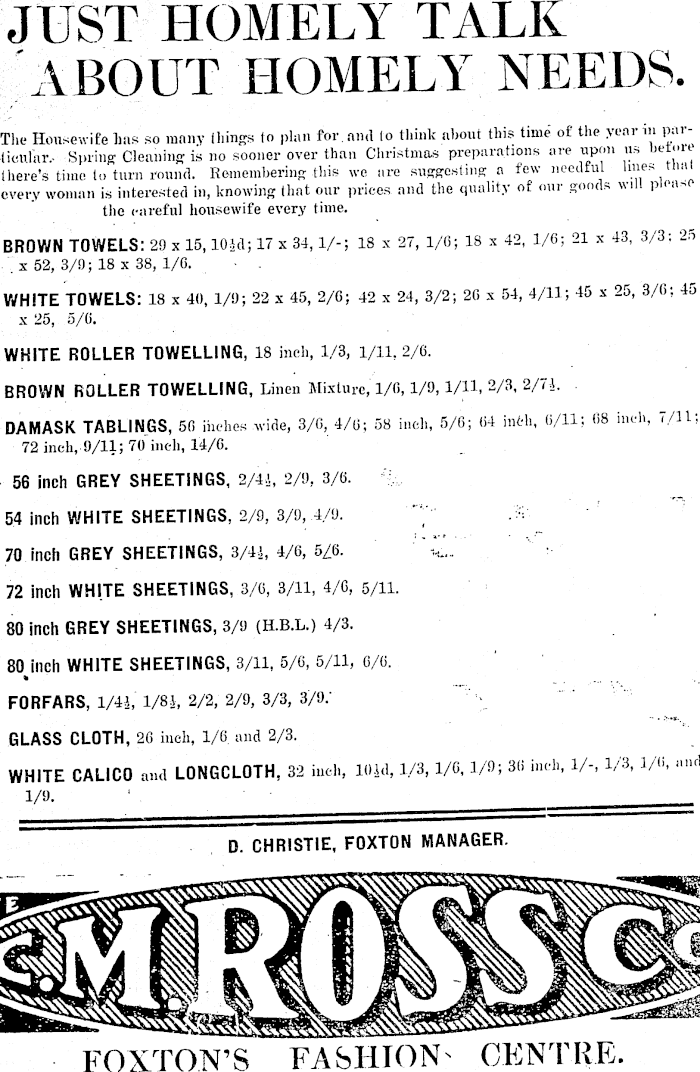 JUST HOMELY TALK
ABOUT HOMELY NEEDS.
The Housewife has so many things to plan for and to think about this time of the year in par-
ticular. Spring Cleaning is no sooner over than Christmas preparations are upon us before
there's time to turn round. Remembering this we are suggesting a few needful lines that
every woman is interested in, knowing that our prices and the quality of our goods will please
the careful housewife every time.
BROWN TOWELS: 29 x 15, 10½d; 17 x 34, 1/-; 18 x 27, 1/6; 18 x 42, 1/6; 21 x 43, 3/3; 25
x 52, 3/9; 18 x 38, 1/6.
WHITE TOWELS: 18 x 40, 1/9; 22 x 45, 2/6; 42 x 24, 3/2; 26 x 54, 4/11; 45 x 25, 3/6; 45
x 25, 5/6.
WHITE ROLLER TOWELLING, 18 inch, 1/3, 1/11, 2/6.
BROWN ROLLER TOWELLING, Linen Mixture, 1/6, 1/9, 1/11, 2/3, 2/7½.
DAMASK TABLINGS, 56 inches wide, 3/6, 4/6; 58 inch, 5/6; 64 inch, 6/11; 68 inch, 7/11;
72 inch, 9/11; 70 inch, 14/6.
56 inch GREY SHEETINGS, 2/4½, 2/9, 3/6.
54 inch WHITE SHEETINGS, 2/9, 3/9, 4/9.
70 inch GREY SHEETINGS, 3/4½, 4/6, 5/6.
72 inch WHITE SHEETINGS, 3/6, 3/11, 4/6, 5/11.
80 inch GREY SHEETINGS, 3/9 (H.B.L.) 4/3.
80 inch WHITE SHEETINGS, 3/11, 5/6, 5/11, 6/6.
FORFARS, 1/4½, 1/8½, 2/2, 2/9, 3/3, 3/9.
GLASS CLOTH, 26 inch, 1/6 and 2/3.
WHITE CALICO and LONGCLOTH, 32 inch, 10½d, 1/3, 1/6, 1/9; 36 inch, 1/-, 1/3, 1/6, and
1/9.
D. CHRISTIE, FOXTON MANAGER.
C.M. ROSS Co
FOXTON'S FASHION CENTRE.